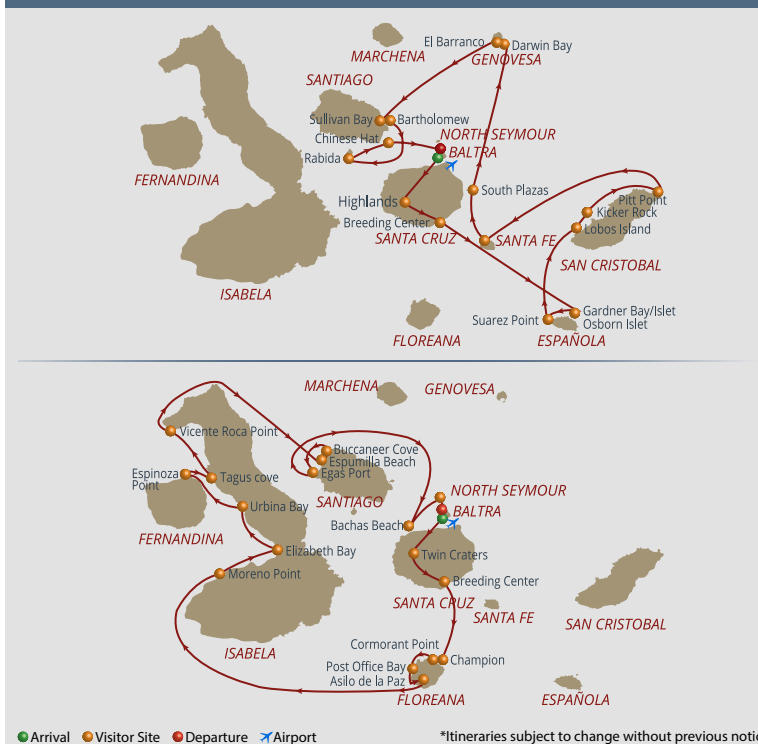 El Barranco
Darwin Bay
MARCHENA
GENOVESA
SANTIAGO
Sullivan Bay
Bartholomew
Chinese Hat
NORTH SEYMOUR
Rabida
BALTRA
FERNANDINA
South Plazas
Highlands
Pitt Point
Kicker Rock
Breeding Center
Lobos Island
SANTA CRUZ
SANTA FE
SAN CRISTOBAL
ISABELA
Gardner Bay/Islet
Suarez Point
Osborn Islet
FLOREANA
ESPAÑOLA
MARCHENA
GENOVESA
Vicente Roca Point
Buccaneer Cove
Espumilla Beach
Espinoza
Point
Tagus cove
Egas Port
NORTH SEYMOUR
SANTIAGO
Urbina Bay
BALTRA
Bachas Beach
FERNANDINA
Elizabeth Bay
Twin Craters
Moreno Point
Breeding Center
SANTA CRUZ
SANTA FE
SAN CRISTOBAL
ISABELA
Cormorant Point
Champion
Post Office Bay
Asilo de la Paz
FLOREANA
ESPAÑOLA
Arrival Visitor Site Departure Airport
*Itineraries subject to change without previous notic